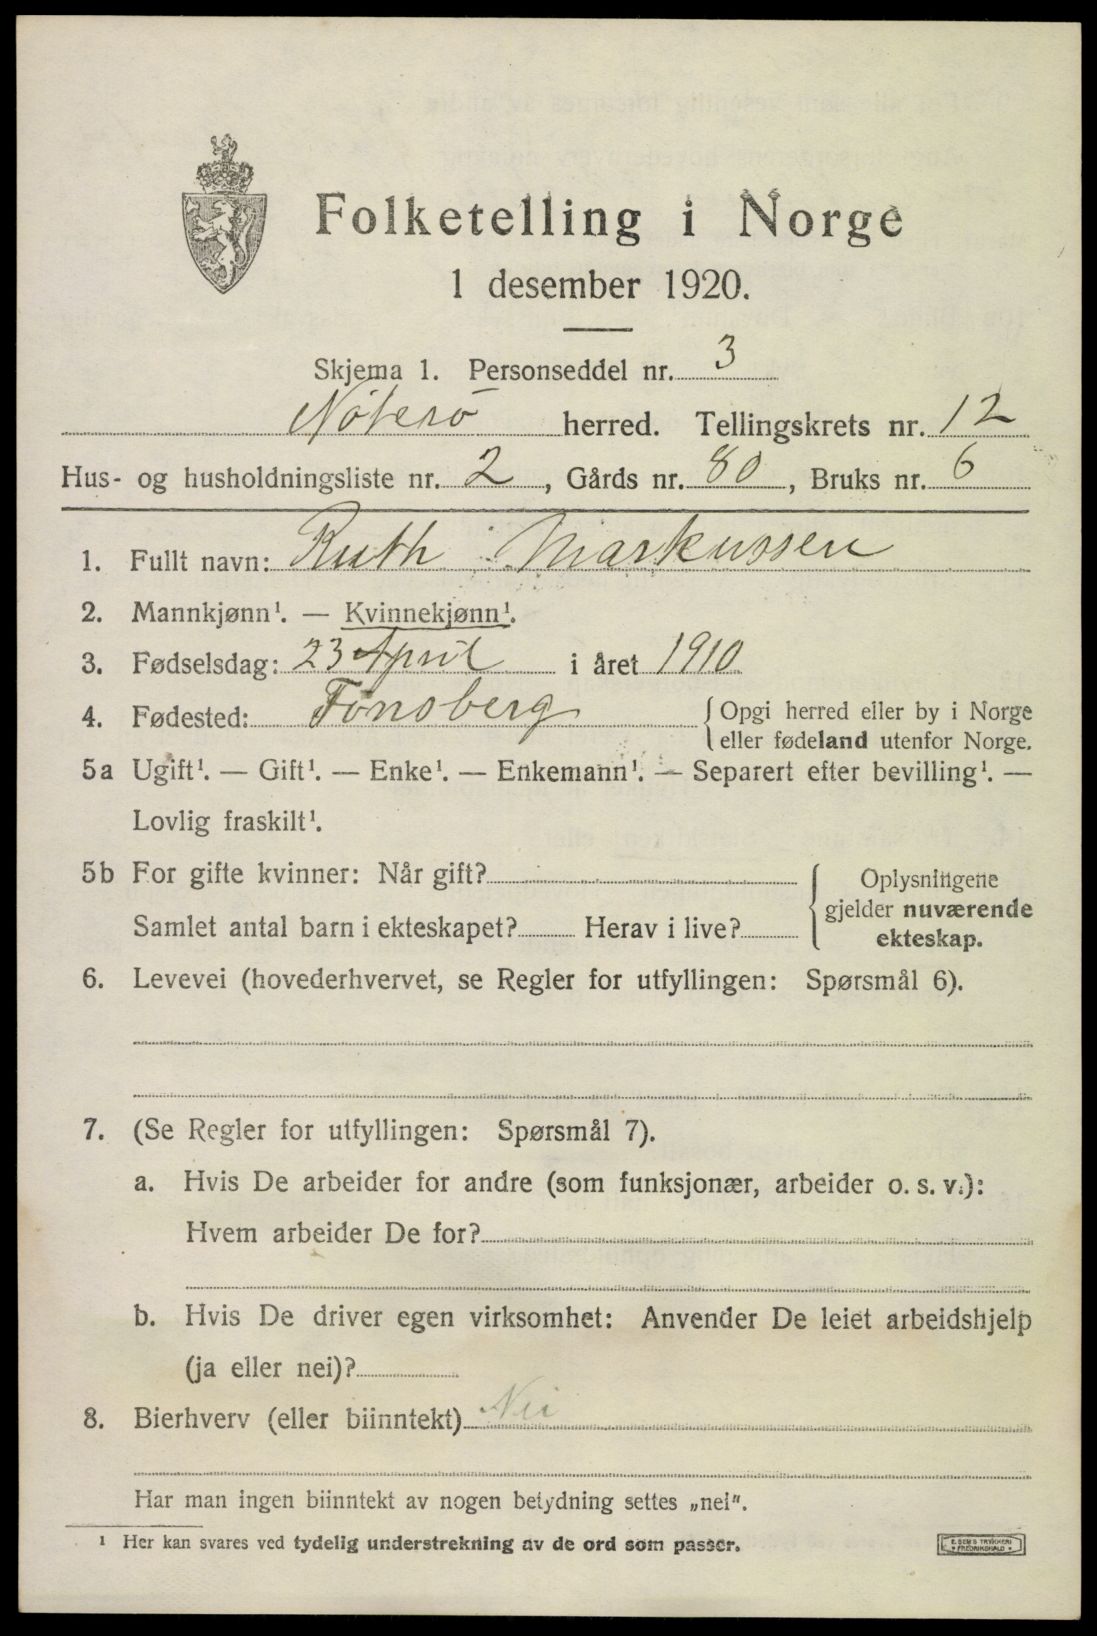 Folketelling i Norge
1 desember 1920.
Skjema 1. Personseddel nr. 3
Nöterö herred. Tellingskrets nr. 12
Hus- og husholdningsliste nr. 2, Gårds nr. 80, Bruks nr. 6
1. Fullt navn: Ruth Markussen
2. Mannkjønn¹. — Kvinnekjønn¹.
3. Fødselsdag: 23 April i året 1910
4. Fødested: Tønsberg {Opgi herred eller by i Norge
eller fødeland utenfor Norge.
5a Ugift¹. — Gift¹. — Enke¹. — Enkemann¹. — Separert efter bevilling¹. —
Lovlig fraskilt¹.
5b For gifte kvinner: Når gift?
Samlet antal barn i ekteskapet? Herav i live?
{Oplysningene
gjelder nuværende
ekteskap.
6. Levevei (hovederhvervet, se Regler for utfyllingen: Spørsmål 6).
7. (Se Regler for utfyllingen: Spørsmål 7).
a. Hvis De arbeider for andre (som funksjonær, arbeider o. s. v.):
Hvem arbeider De for?
b. Hvis De driver egen virksomhet: Anvender De leiet arbeidshjelp
(ja eller nei)?
8. Bierhverv (eller biinntekt) Nei
Har man ingen biinntekt av nogen betydning settes „nei".
¹ Her kan svares ved tydelig understrekning av de ord som passer.
E. SEMS TRYKKERI
• FREDRIKSHALD •